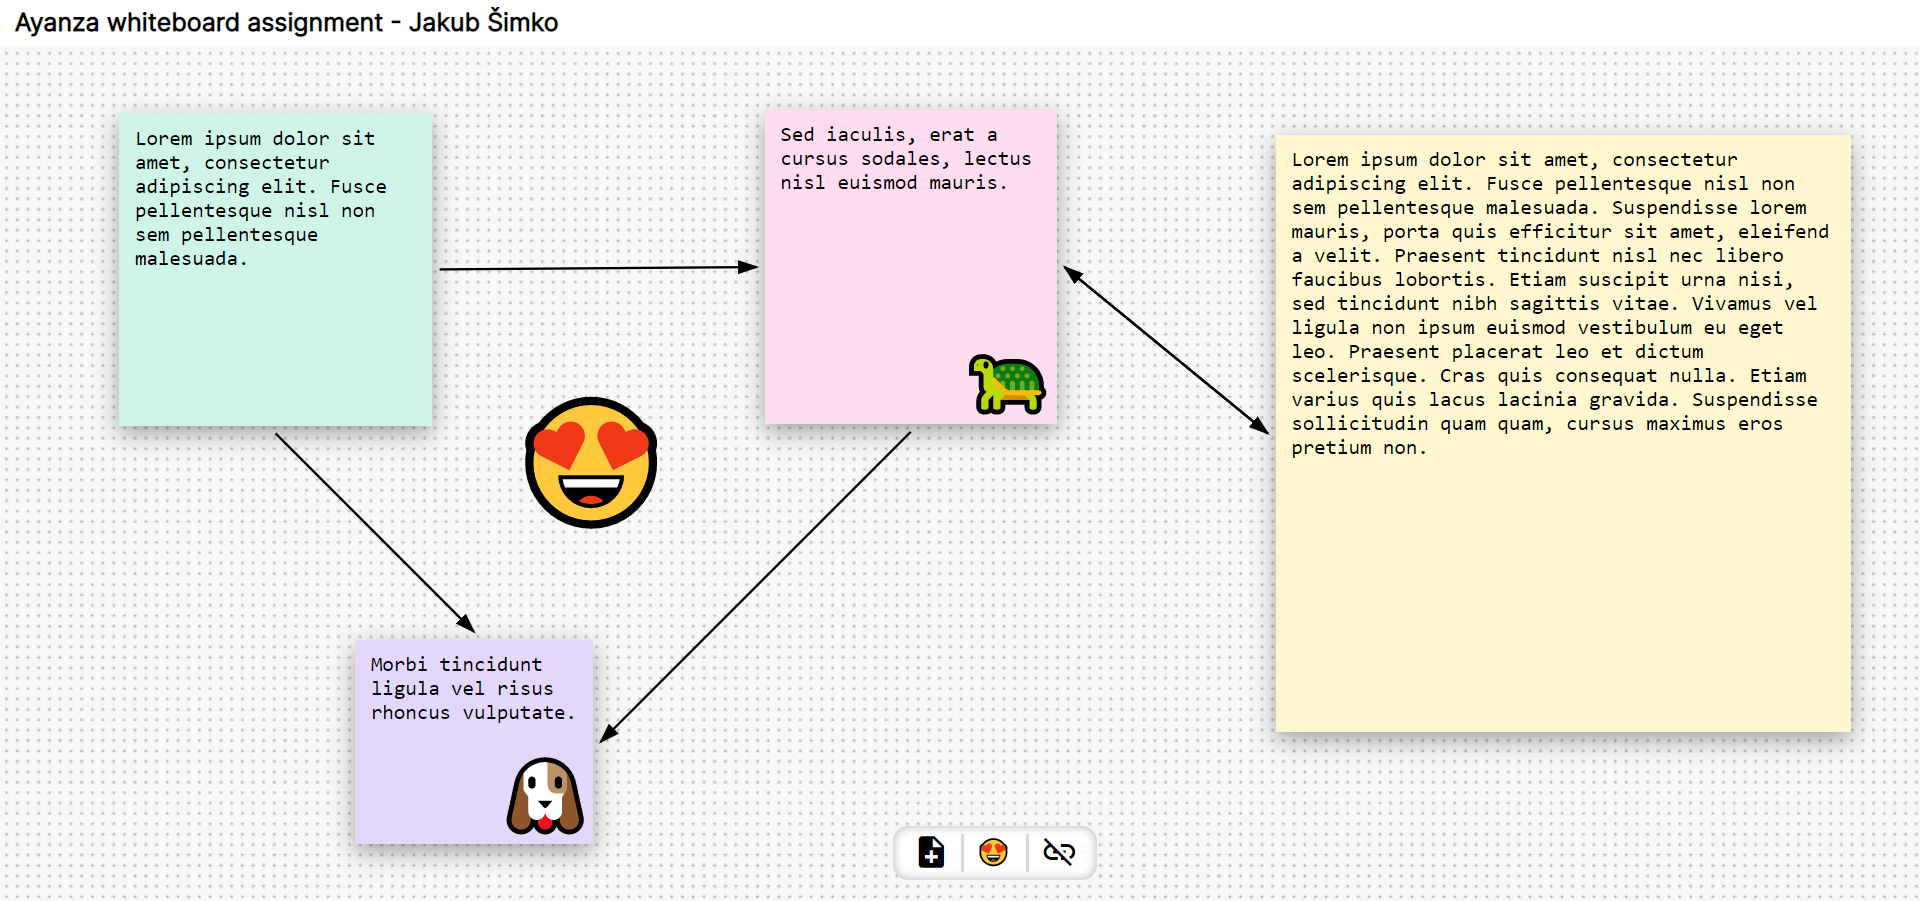 Ayanza whiteboard assignment - Jakub Šimko
Lorem ipsum dolor sit
amet, consectetur
adipiscing elit. Fusce
pellentesque nisl non
sem pellentesque
malesuada.
Sed iaculis, erat a
cursus sodales, lectus
nisl euismod mauris.
Lorem ipsum dolor sit amet, consectetur
adipiscing elit. Fusce pellentesque nisl non
sem pellentesque malesuada. Suspendisse lorem
mauris, porta quis efficitur sit amet, eleifend
a velit. Praesent tincidunt nisl nec libero
faucibus lobortis. Etiam suscipit urna nisi,
sed tincidunt nibh sagittis vitae. Vivamus vel
ligula non ipsum euismod vestibulum eu eget
leo. Praesent placerat leo et dictum
scelerisque. Cras quis consequat nulla. Etiam
varius quis lacus lacinia gravida. Suspendisse
sollicitudin quam quam, cursus maximus eros
pretium non.
Morbi tincidunt
ligula vel risus
rhoncus vulputate.